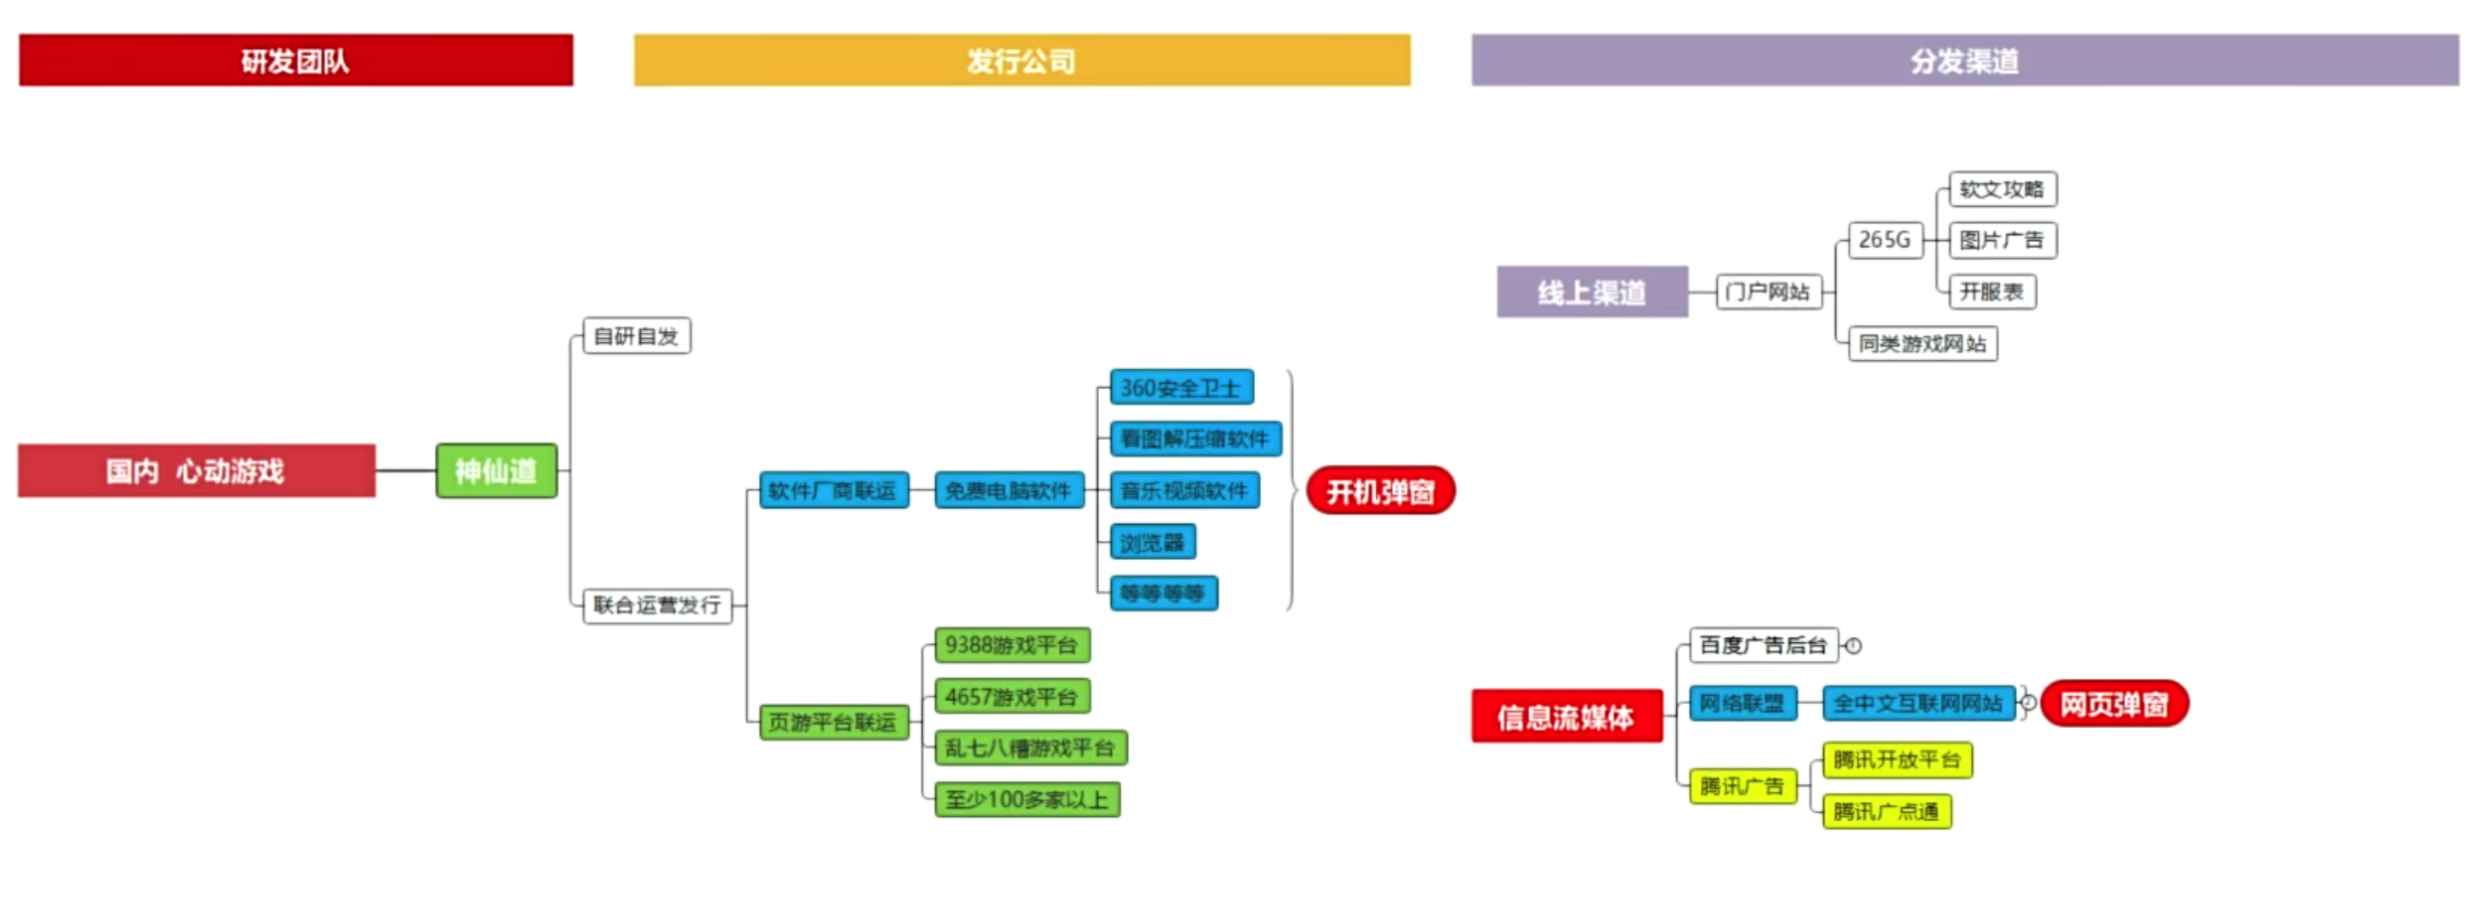 研发团队
发行公司
分发渠道
国内 心动游戏
神仙道
自研自发
联合运营发行
软件厂商联运
免费电脑软件
360安全卫士
看图解压缩软件
音乐视频软件
浏览器
等等等等
开机弹窗
页游平台联运
9388游戏平台
4657游戏平台
乱七八糟游戏平台
至少100多家以上
线上渠道
门户网站
265G
软文攻略
图片广告
开服表
同类游戏网站
信息流媒体
百度广告后台
1
网络联盟
全中文互联网网站
2
网页弹窗
腾讯广告
腾讯开放平台
腾讯广点通